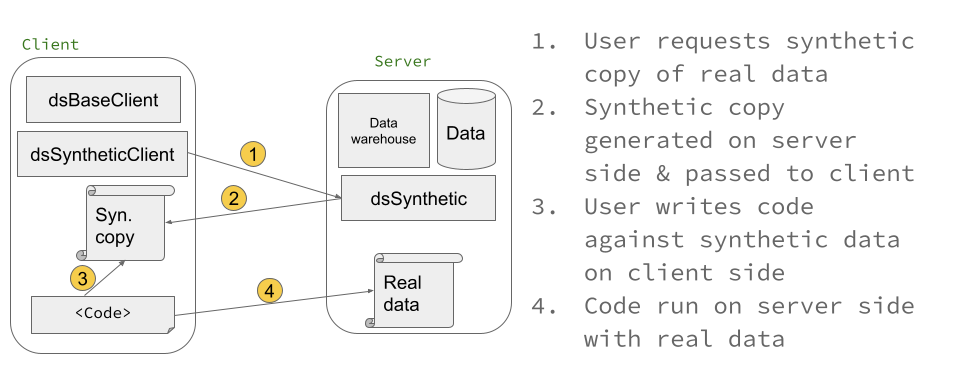 Client
Server
dsBaseClient
dsSyntheticClient
Data
warehouse
Data
dsSynthetic
Syn.
copy
Real
data
<Code>
1
2
3
4
1. User requests synthetic
copy of real data
2. Synthetic copy
generated on server
side & passed to client
3. User writes code
against synthetic data
on client side
4. Code run on server side
with real data